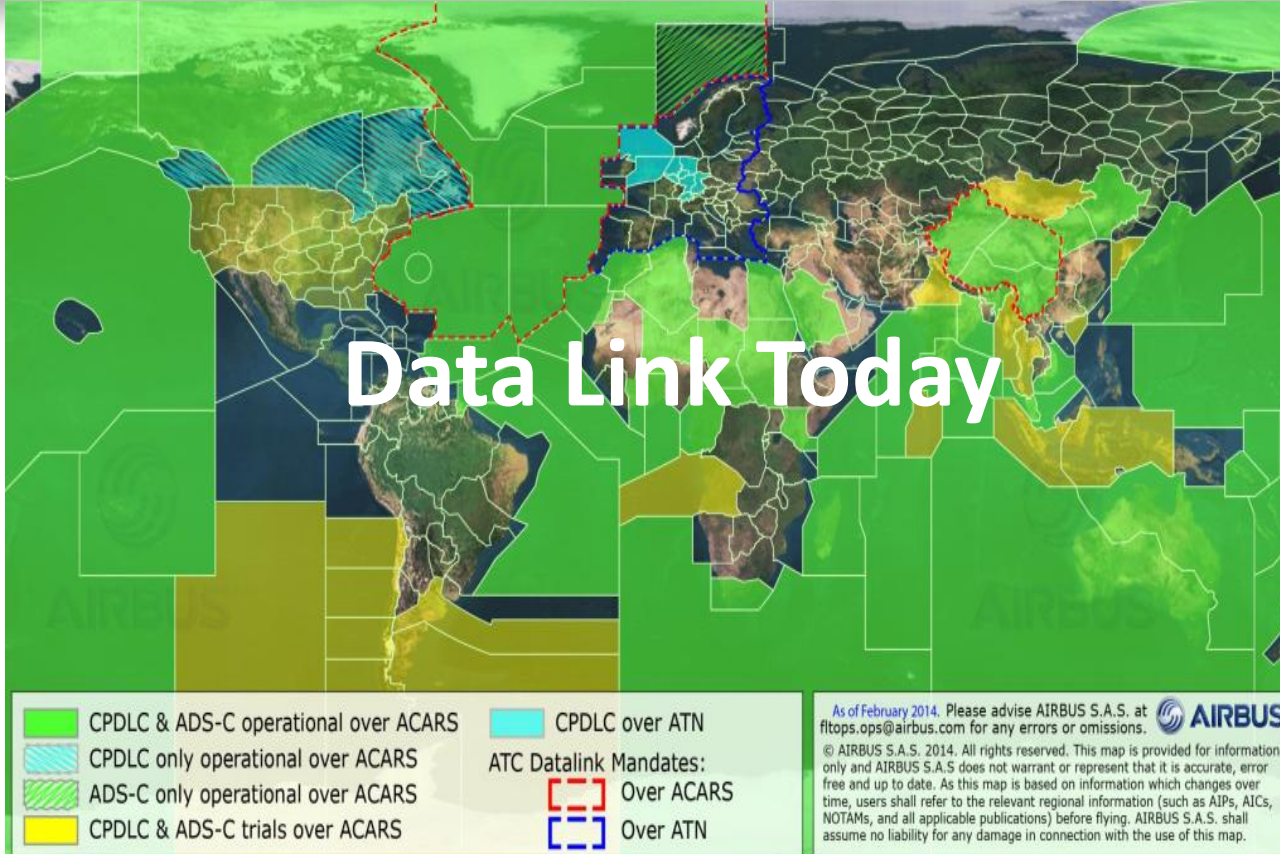 Data Link Today
AIRBUS
AIRBUS
AIRBUS
CPDLC & ADS-C operational over ACARS
CPDLC only operational over ACARS
ADS-C only operational over ACARS
CPDLC & ADS-C trials over ACARS
CPDLC over ATN
ATC Datalink Mandates:
Over ACARS
Over ATN
As of February 2014. Please advise AIRBUS S.A.S. at
fltops.ops@airbus.com for any errors or omissions.
AIRBUS
© AIRBUS S.A.S. 2014. All rights reserved. This map is provided for information
only and AIRBUS S.A.S does not warrant or represent that it is accurate, error
free and up to date. As this map is based on information which changes over
time, users shall refer to the relevant regional information (such as AIPs, AICs,
NOTAMs, and all applicable publications) before flying. AIRBUS S.A.S. shall
assume no liability for any damage in connection with the use of this map.